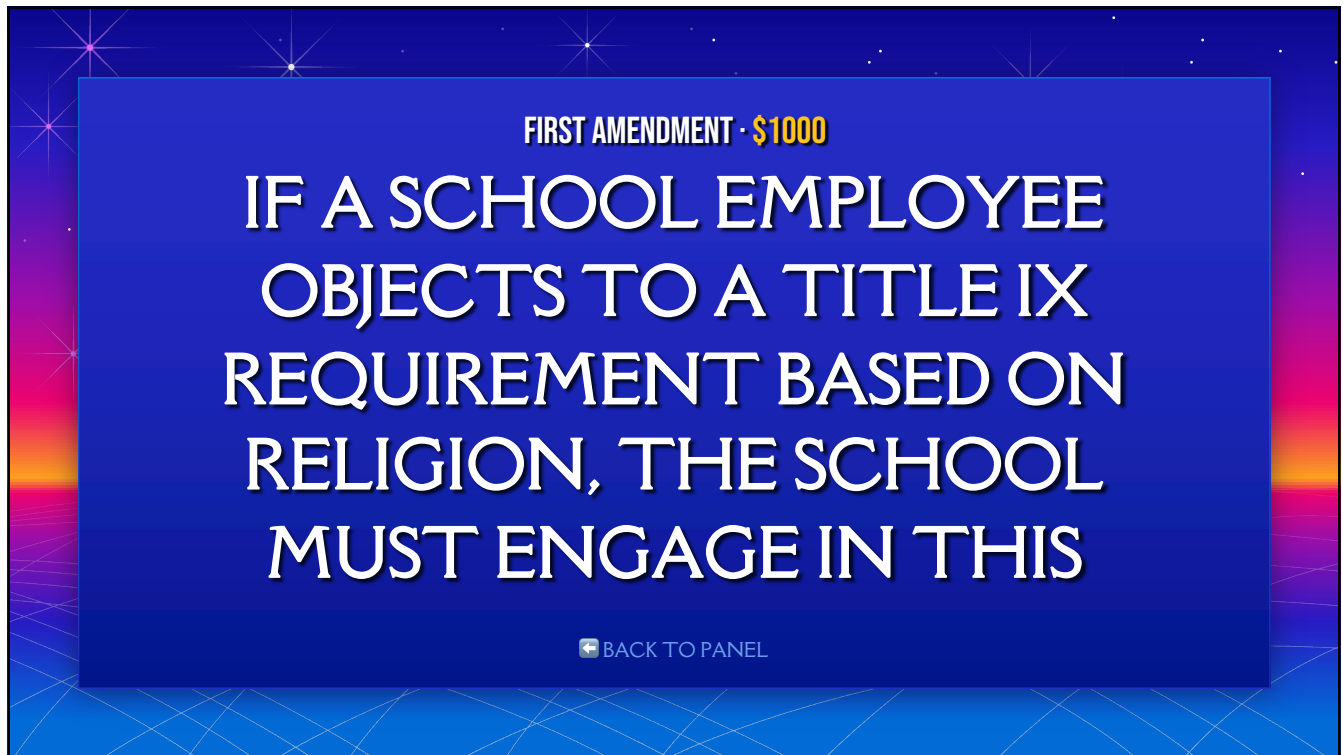 FIRST AMENDMENT · $1000
IF A SCHOOL EMPLOYEE
OBJECTS TO A TITLE IX
REQUIREMENT BASED ON
RELIGION, THE SCHOOL
MUST ENGAGE IN THIS
BACK TO PANEL